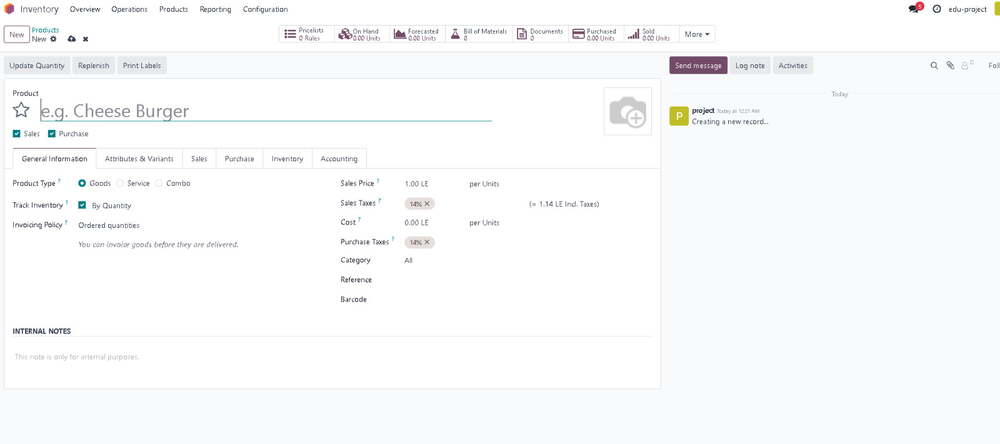 Inventory Overview Operations Products Reporting Configuration 5 edu-project
New Products
New
Pricelists
0 Rules
On Hand
0.00 Units
Forecasted
0.00 Units
Bill of Materials
0
Documents
0
Purchased
0.00 Units
Sold
0.00 Units
More
Update Quantity Replenish Print Labels
Send message Log note Activities 0 Foll
Product
e.g. Cheese Burger
Sales Purchase
General Information Attributes & Variants Sales Purchase Inventory Accounting
Product Type ? Goods Service Combo
Track Inventory ? By Quantity
Invoicing Policy ? Ordered quantities
You can invoice goods before they are delivered.
Sales Price ? 1.00 LE per Units
Sales Taxes ? 14% (= 1.14 LE Incl. Taxes)
Cost ? 0.00 LE per Units
Purchase Taxes ? 14%
Category All
Reference
Barcode
INTERNAL NOTES
This note is only for internal purposes.
Today
P
project Today at 12:21 AM
Creating a new record...